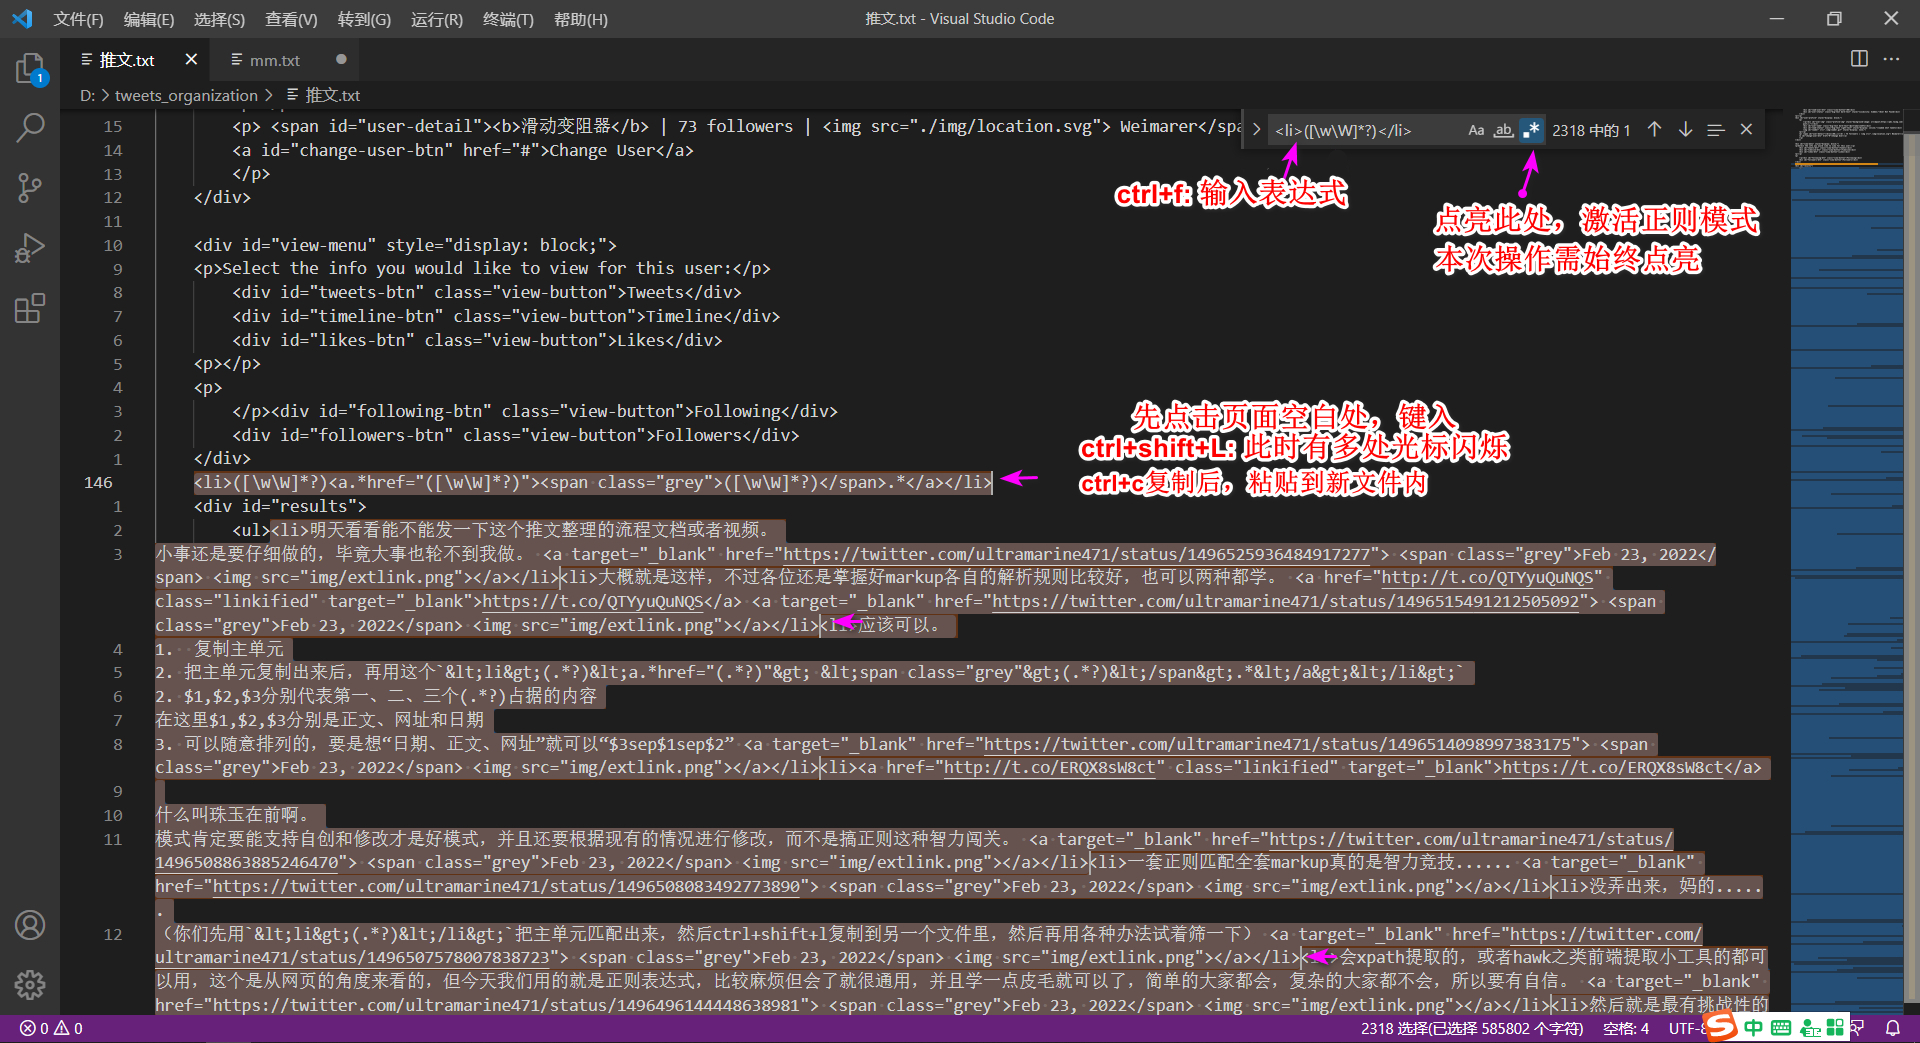 文件(F) 编辑(E) 选择(S) 查看(V) 转到(G) 运行(R) 终端(T) 帮助(H)
推文.txt - Visual Studio Code
推文.txt
mm.txt
D: > tweets_organization > 推文.txt
<li>([\w\W]*?)</li>
Aa ab .* 2318 中的 1
15 <p> <span id="user-detail"><b>滑动变阻器</b> | 73 followers | <img src="./img/location.svg"> Weimarer</spa
14 <a id="change-user-btn" href="#">Change User</a>
13 </p>
12 </div>
11
10 <div id="view-menu" style="display: block;">
9 <p>Select the info you would like to view for this user:</p>
8 <div id="tweets-btn" class="view-button">Tweets</div>
7 <div id="timeline-btn" class="view-button">Timeline</div>
6 <div id="likes-btn" class="view-button">Likes</div>
5 <p></p>
4 <p>
3 </p><div id="following-btn" class="view-button">Following</div>
2 <div id="followers-btn" class="view-button">Followers</div>
1 </div>
146 <li>([\w\W]*?)<a.*href="([\w\W]*?)"><span class="grey">([\w\W]*?)</span>.*</a></li>
1 <div id="results">
2 <ul><li>明天看看能不能发一下这个推文整理的流程文档或者视频。
3 小事还是要仔细做的，毕竟大事也轮不到我做。 <a target="_blank" href="https://twitter.com/ultramarine471/status/1496525936484917277"> <span class="grey">Feb 23, 2022</
span> <img src="img/extlink.png"></a></li><li>大概就是这样，不过各位还是掌握好markup各自的解析规则比较好，也可以两种都学。 <a href="http://t.co/QTYyuQuNQS"
class="linkified" target="_blank">https://t.co/QTYyuQuNQS</a> <a target="_blank" href="https://twitter.com/ultramarine471/status/1496515491212505092"> <span
class="grey">Feb 23, 2022</span> <img src="img/extlink.png"></a></li><li>应该可以。
4 1. 复制主单元
5 2. 把主单元复制出来后，再用这个`&lt;li&gt;(.*?)&lt;a.*href="(.*?)"&gt; &lt;span class="grey"&gt;(.*?)&lt;/span&gt;.*&lt;/a&gt;&lt;/li&gt;`
6 2. $1,$2,$3分别代表第一、二、三个(.*?)占据的内容
7 在这里$1,$2,$3分别是正文、网址和日期
8 3. 可以随意排列的，要是想“日期、正文、网址”就可以“$3sep$1sep$2” <a target="_blank" href="https://twitter.com/ultramarine471/status/1496514098997383175"> <span
class="grey">Feb 23, 2022</span> <img src="img/extlink.png"></a></li><li><a href="http://t.co/ERQX8sW8ct" class="linkified" target="_blank">https://t.co/ERQX8sW8ct</a>
9
10 什么叫珠玉在前啊。
11 模式肯定要能支持自创和修改才是好模式，并且还要根据现有的情况进行修改，而不是搞正则这种智力闯关。 <a target="_blank" href="https://twitter.com/ultramarine471/status/
1496508863885246470"> <span class="grey">Feb 23, 2022</span> <img src="img/extlink.png"></a></li><li>一套正则匹配全套markup真的是智力竞技...... <a target="_blank"
href="https://twitter.com/ultramarine471/status/1496508083492773890"> <span class="grey">Feb 23, 2022</span> <img src="img/extlink.png"></a></li><li>没弄出来，妈的.....
.
12 （你们先用`&lt;li&gt;(.*?)&lt;/li&gt;`把主单元匹配出来，然后ctrl+shift+l复制到另一个文件里，然后再用各种办法试着筛一下） <a target="_blank" href="https://twitter.com/
ultramarine471/status/1496507578007838723"> <span class="grey">Feb 23, 2022</span> <img src="img/extlink.png"></a></li><li>会xpath提取的，或者hawk之类前端提取小工具的都可
以用，这个是从网页的角度来看的，但今天我们用的就是正则表达式，比较麻烦但会了就很通用，并且学一点皮毛就可以了，简单的大家都会，复杂的大家都不会，所以要有自信。 <a target="_blank"
href="https://twitter.com/ultramarine471/status/1496496144448638981"> <span class="grey">Feb 23, 2022</span> <img src="img/extlink.png"></a></li><li>然后就是最有挑战性的
ctrl+f: 输入表达式
点亮此处，激活正则模式
本次操作需始终点亮
先点击页面空白处，键入
ctrl+shift+L: 此时有多处光标闪烁
ctrl+c复制后，粘贴到新文件内
1
0 0
2318 选择(已选择 585802 个字符) 空格: 4 UTF-8
S 中